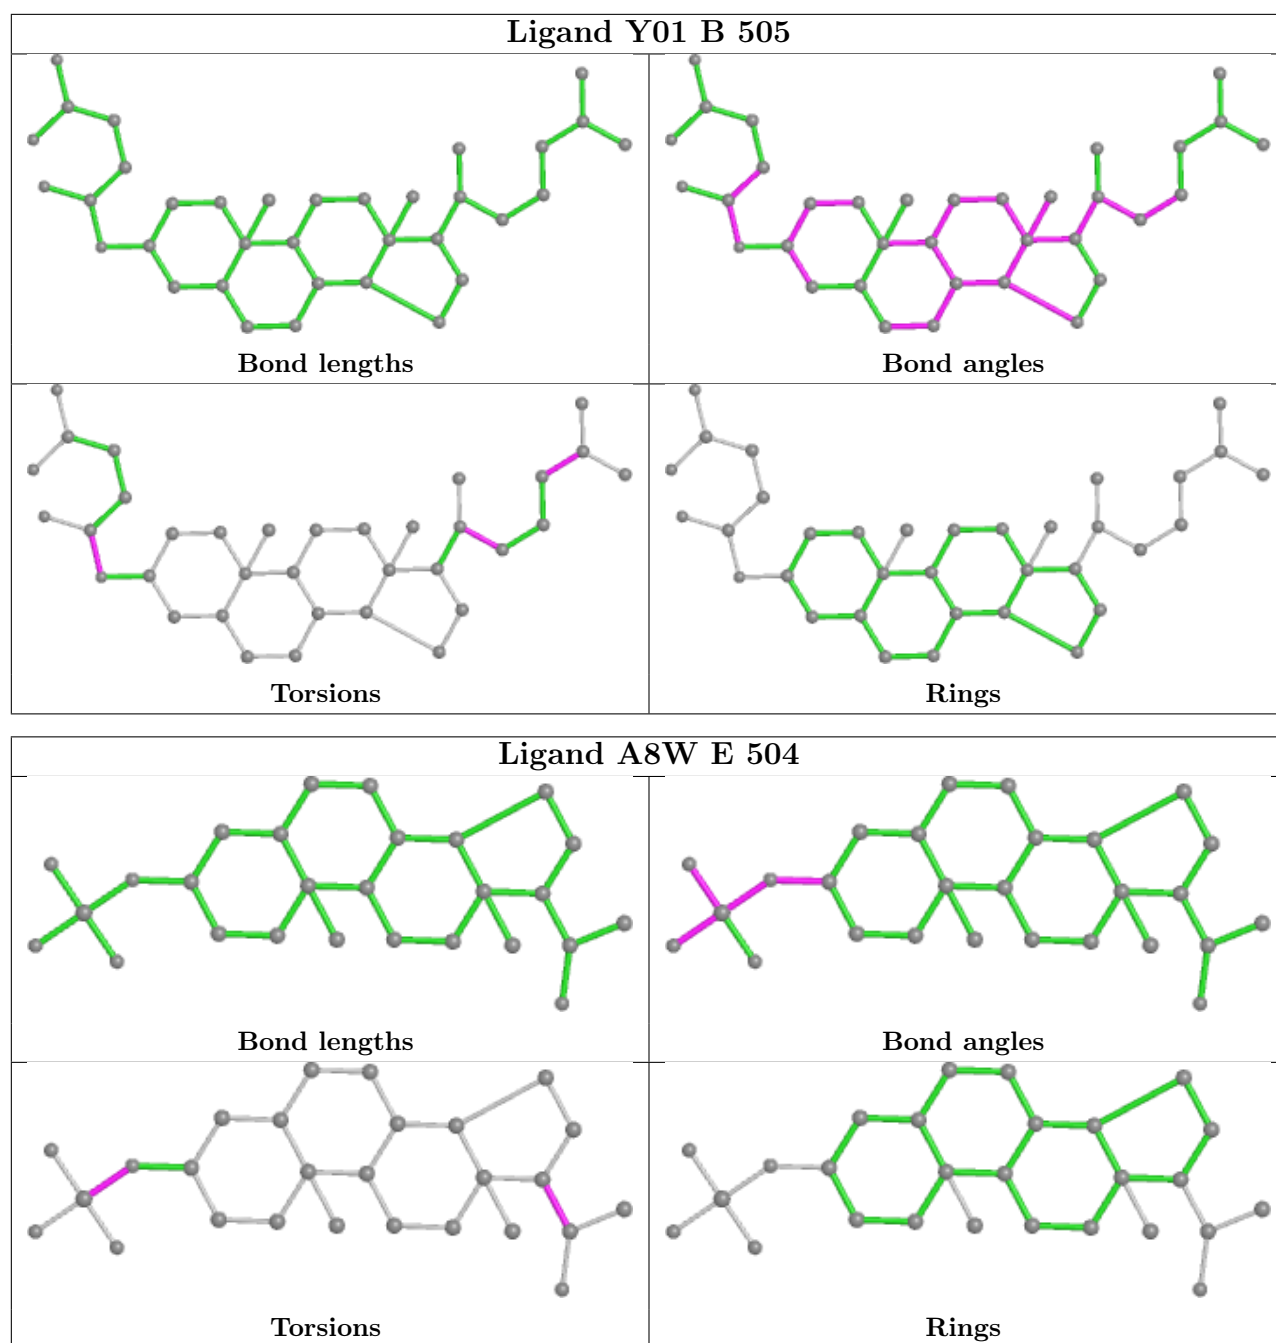 Ligand Y01 B 505
Bond lengths
Bond angles
Torsions
Rings
Ligand A8W E 504
Bond lengths
Bond angles
Torsions
Rings